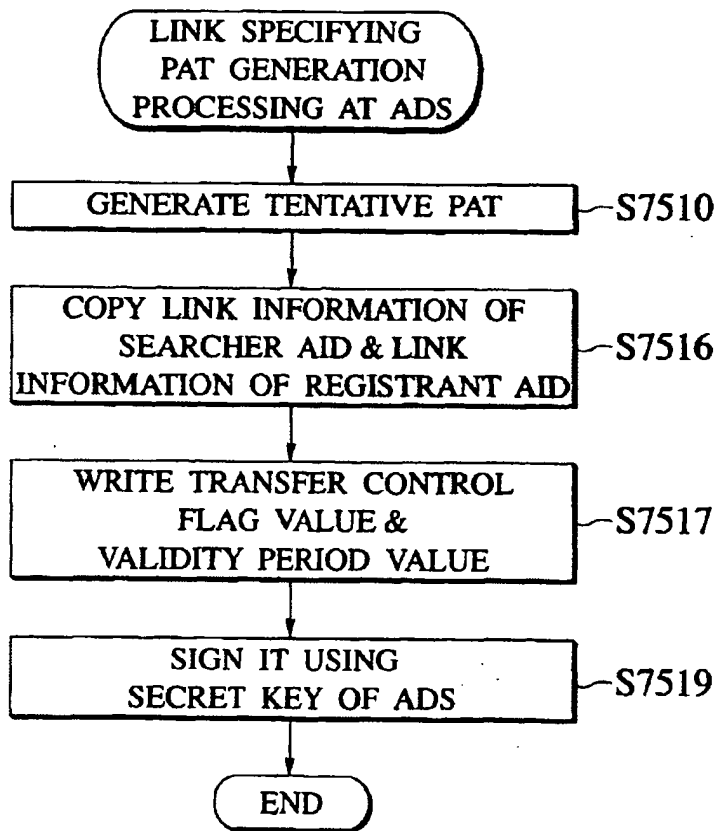 LINK SPECIFYING
PAT GENERATION
PROCESSING AT ADS
GENERATE TENTATIVE PAT
S7510
COPY LINK INFORMATION OF
SEARCHER AID & LINK
INFORMATION OF REGISTRANT AID
S7516
WRITE TRANSFER CONTROL
FLAG VALUE &
VALIDITY PERIOD VALUE
S7517
SIGN IT USING
SECRET KEY OF ADS
S7519
END